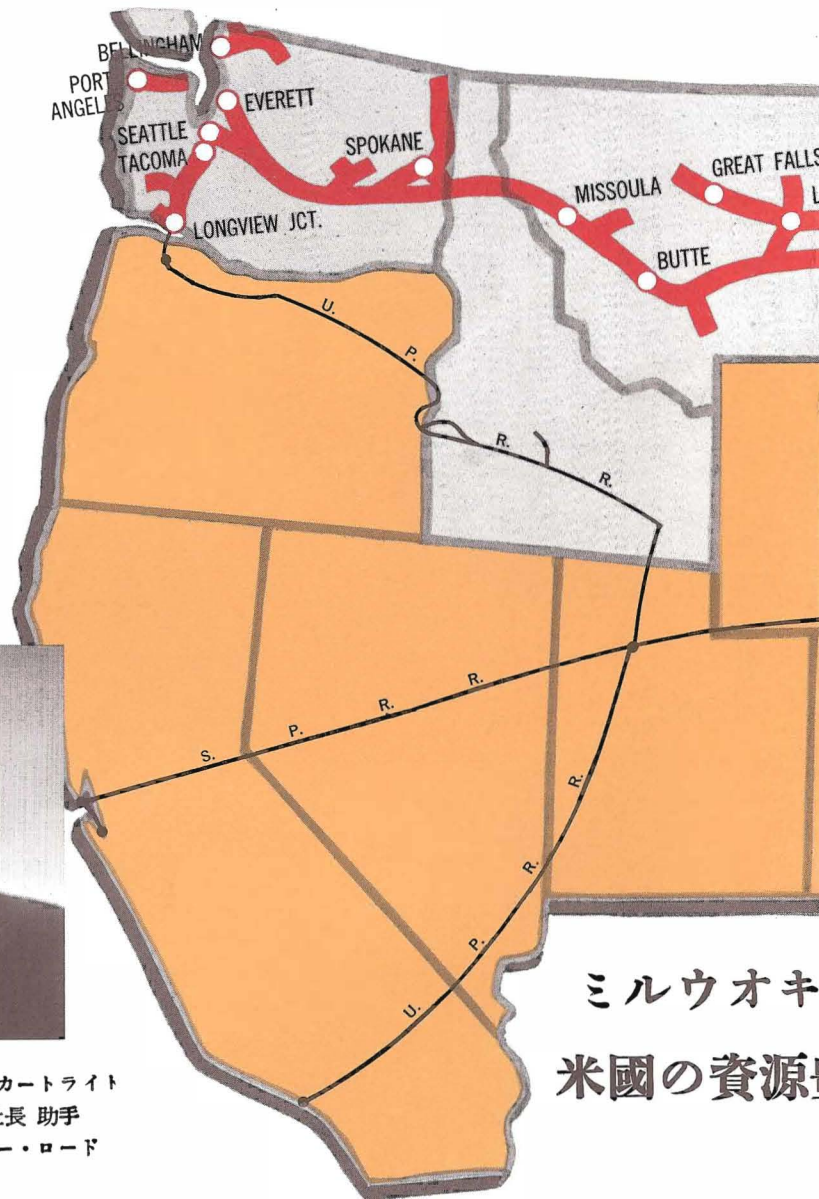 BELLINGHAM
PORT
ANGELES
EVERETT
SEATTLE
TACOMA
SPOKANE
LONGVIEW JCT.
MISSOULA
GREAT FALLS
L
BUTTE
U. P. R. R.
S. P. R. R.
U. P. R. R.
ミルウオキ
米國の資源
カートライト
社長 助手
ー・ロード